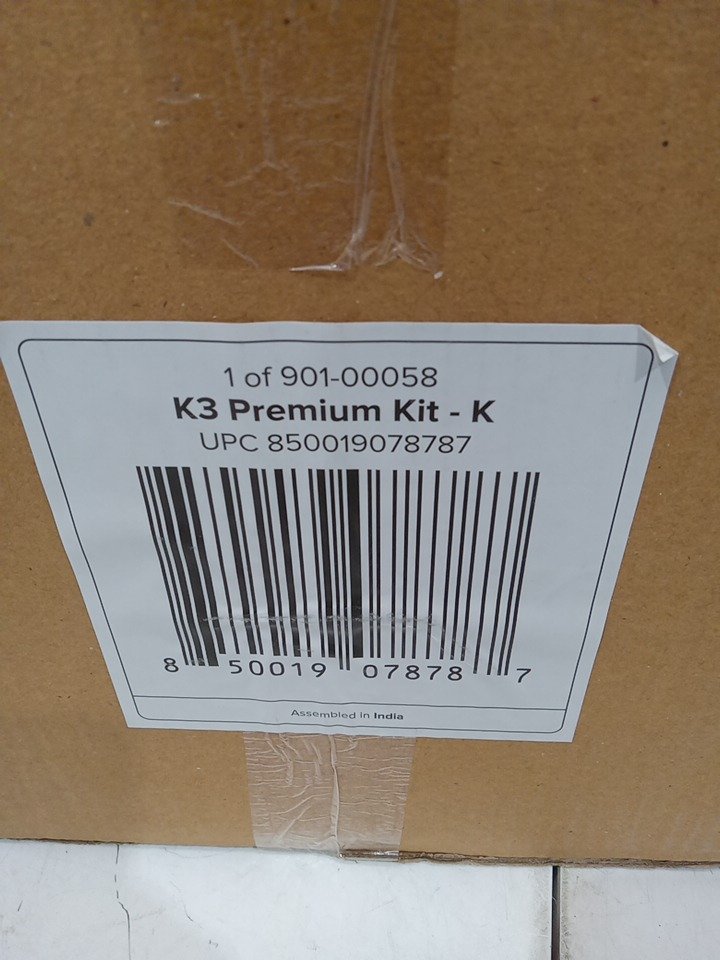 1 of 901-00058
K3 Premium Kit - K
UPC 850019078787
8 50019 07878 7
Assembled in India